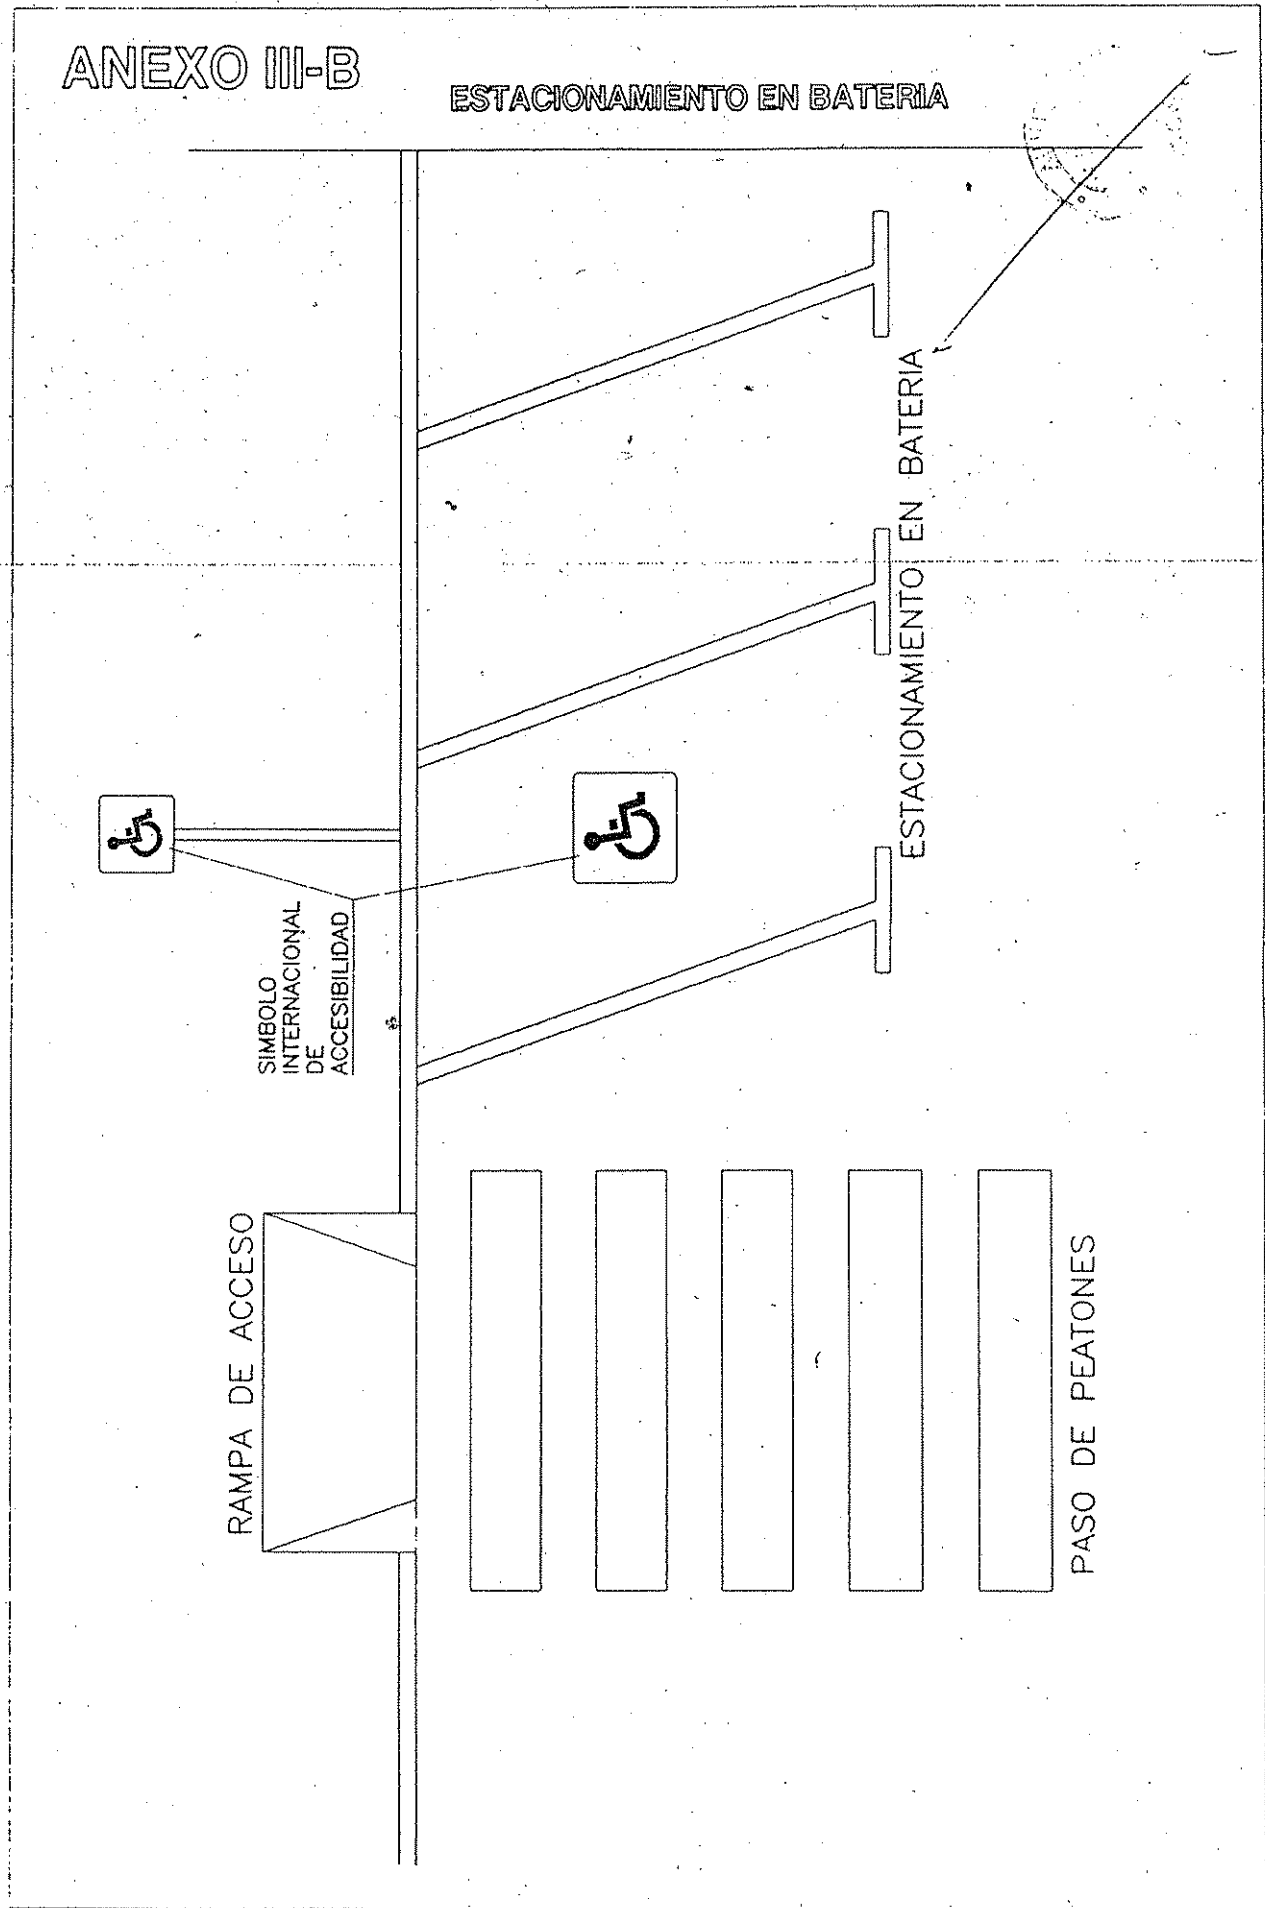 ANEXO III-B
ESTACIONAMIENTO EN BATERIA
ESTACIONAMIENTO EN BATERIA
SIMBOLO
INTERNACIONAL
DE
ACCESIBILIDAD
RAMPA DE ACCESO
PASO DE PEATONES